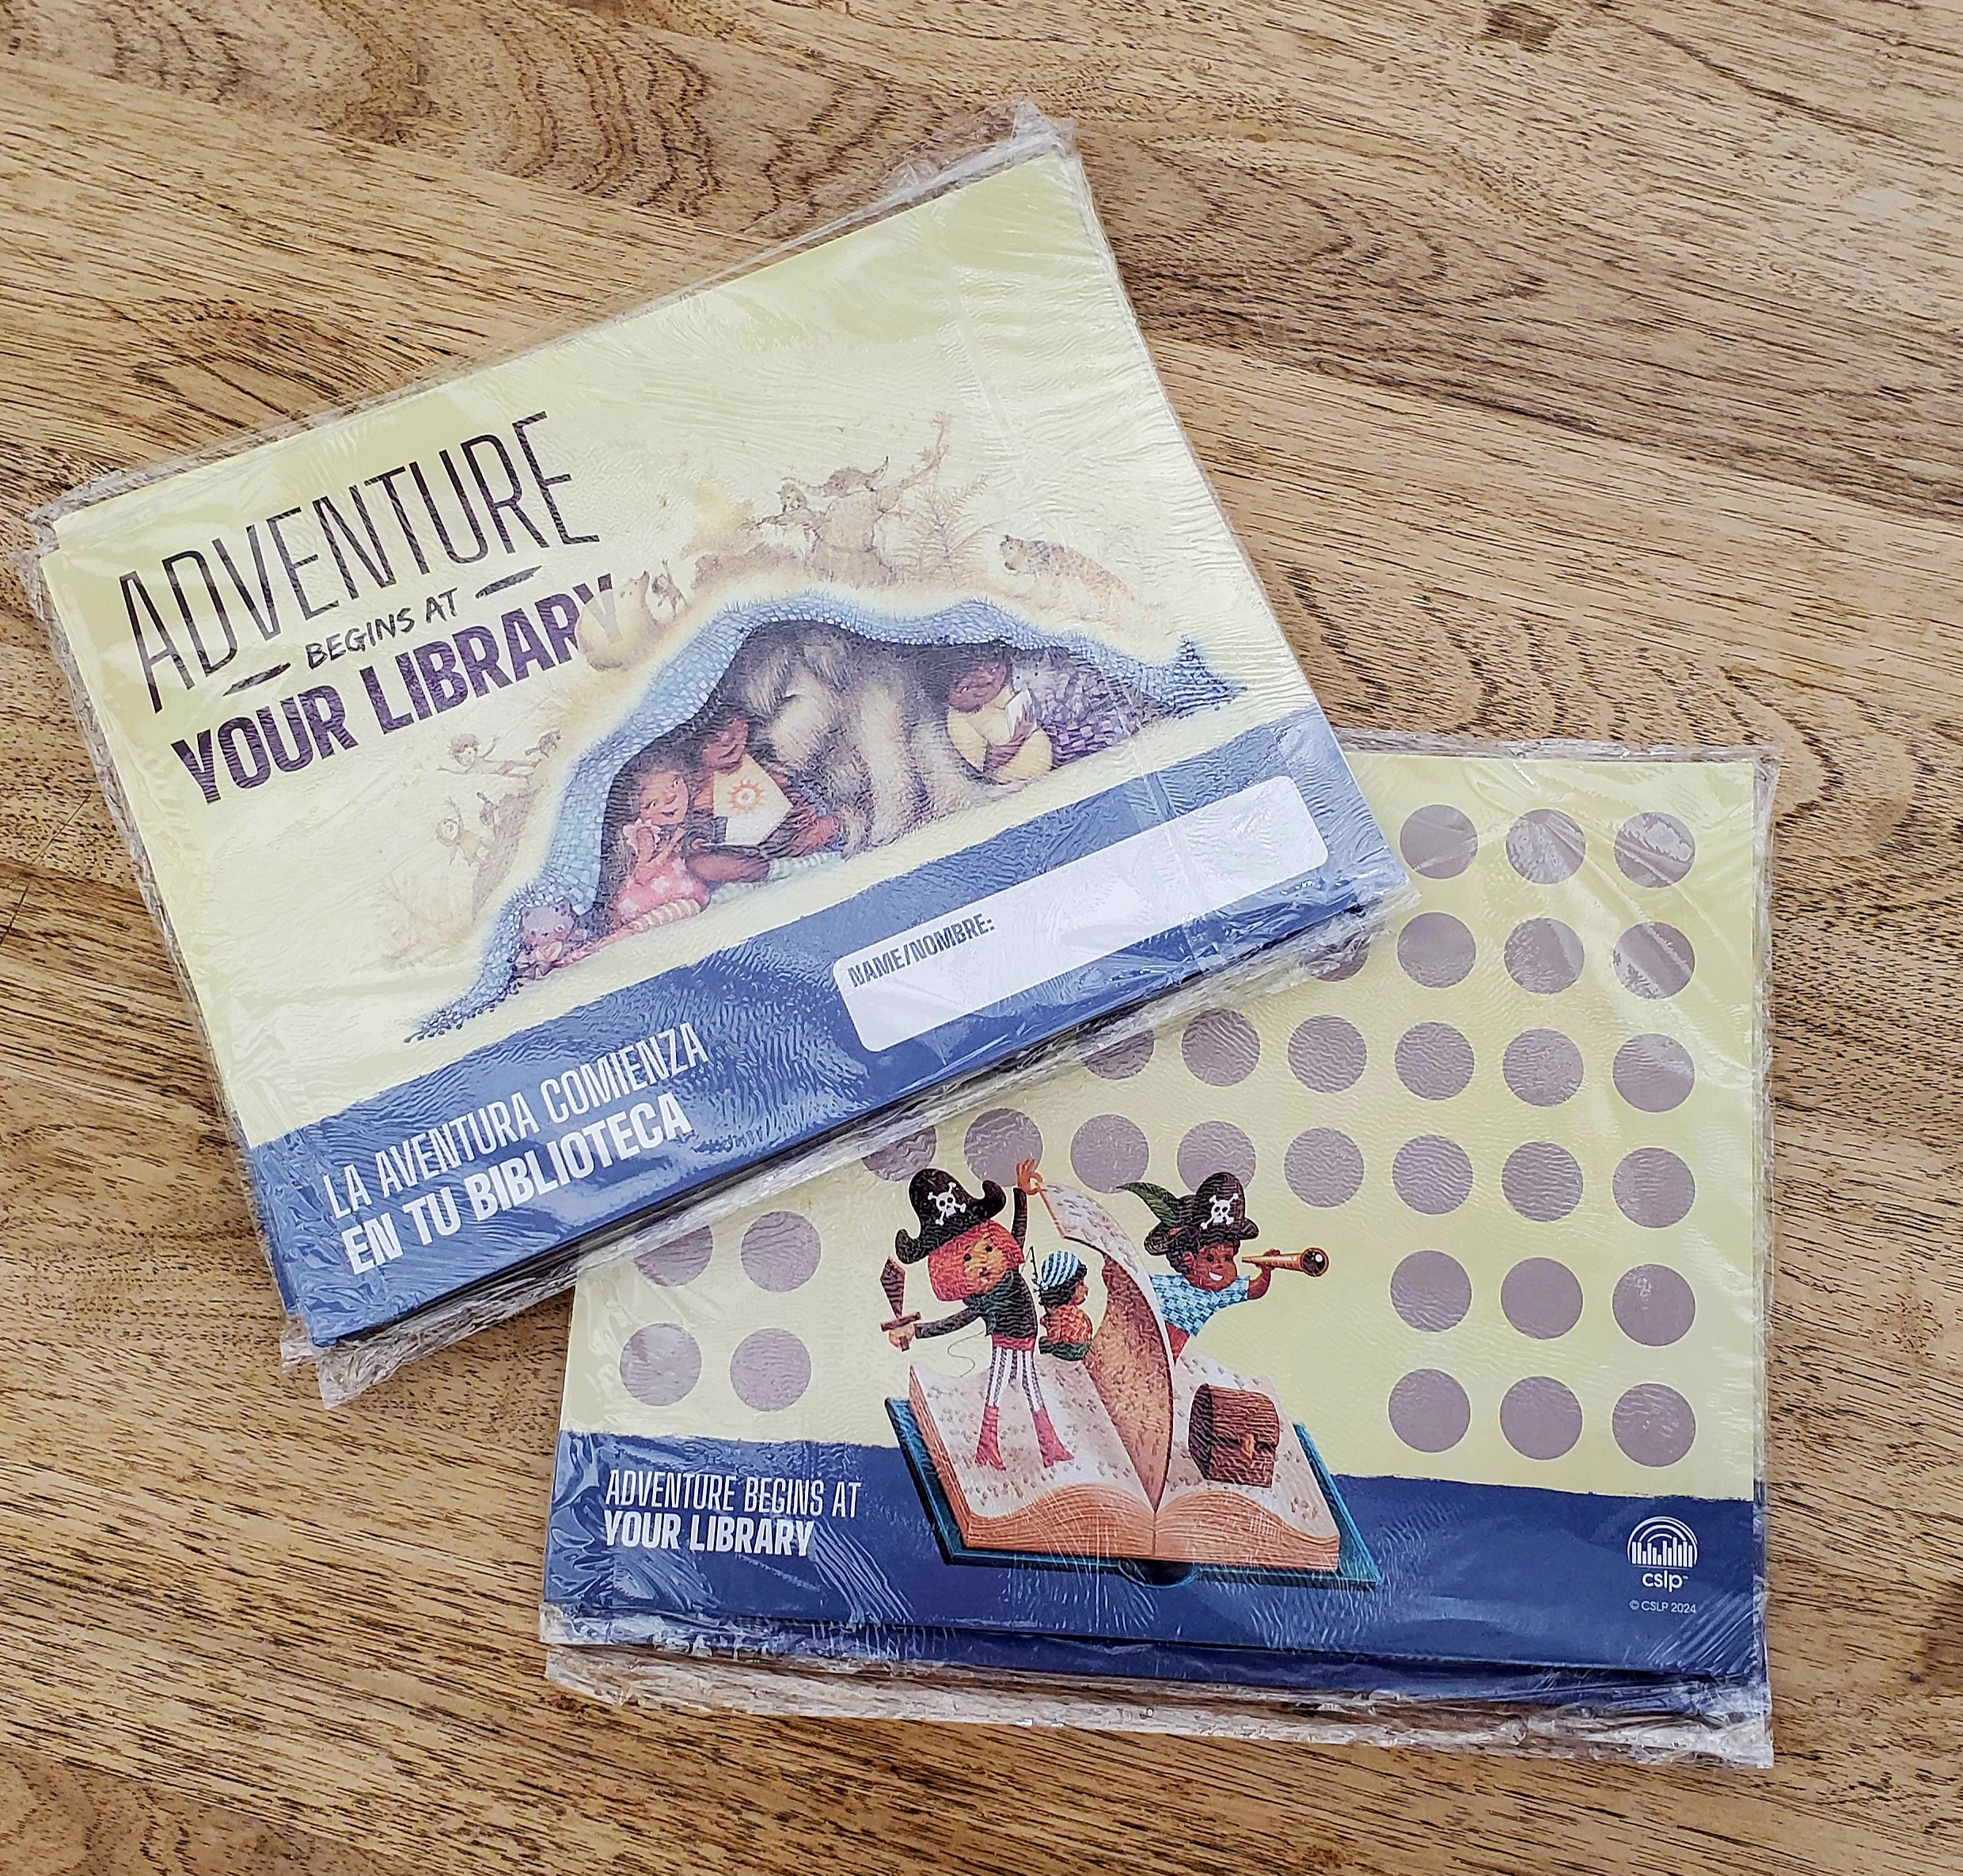 ADVENTURE
BEGINS AT
YOUR LIBRARY
NAME/NOMBRE:
LA AVENTURA COMIENZA
EN TU BIBLIOTECA
ADVENTURE BEGINS AT
YOUR LIBRARY
cslp™
© CSLP 2024